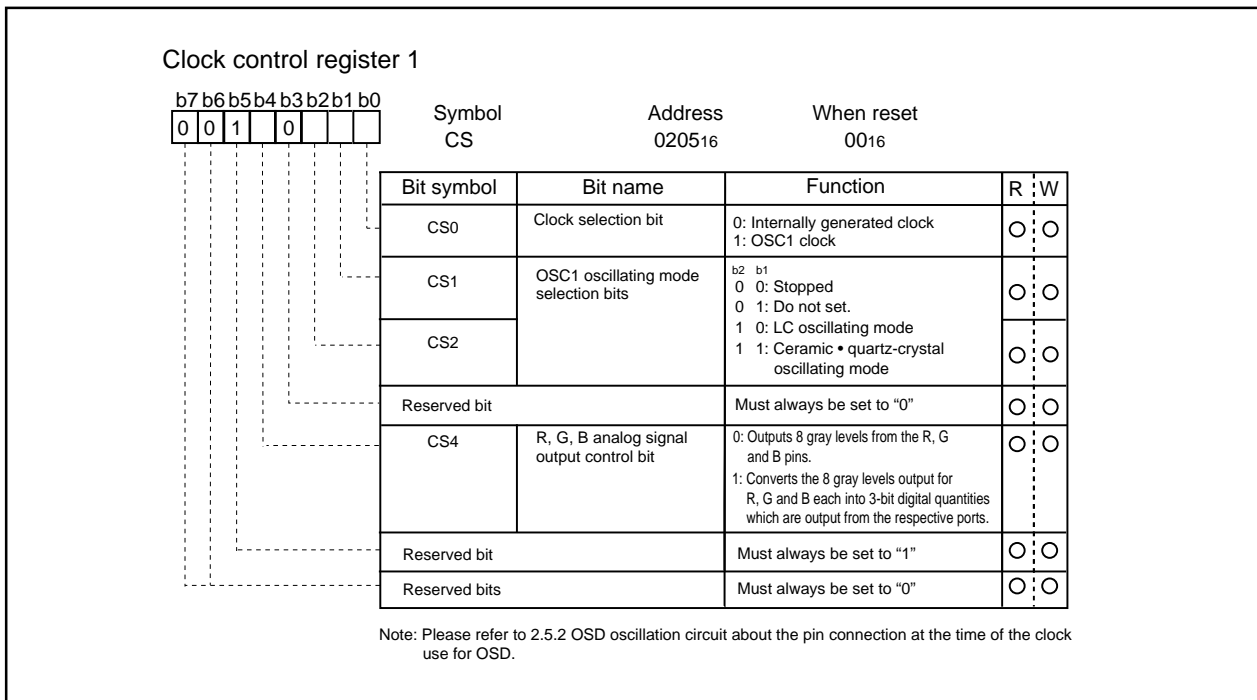 Clock control register 1
b7 b6 b5 b4 b3 b2 b1 b0
0 0 1 0
Symbol Address When reset
CS 020516 0016
Bit symbol Bit name Function R W
CS0 Clock selection bit 0: Internally generated clock
1: OSC1 clock
CS1 OSC1 oscillating mode
selection bits
b2 b1
0 0: Stopped
0 1: Do not set.
1 0: LC oscillating mode
CS2
1 1: Ceramic • quartz-crystal
oscillating mode
Reserved bit Must always be set to “0”
CS4 R, G, B analog signal
output control bit
0: Outputs 8 gray levels from the R, G
and B pins.
1: Converts the 8 gray levels output for
R, G and B each into 3-bit digital quantities
which are output from the respective ports.
Reserved bit Must always be set to “1”
Reserved bits Must always be set to “0”
Note: Please refer to 2.5.2 OSD oscillation circuit about the pin connection at the time of the clock
use for OSD.